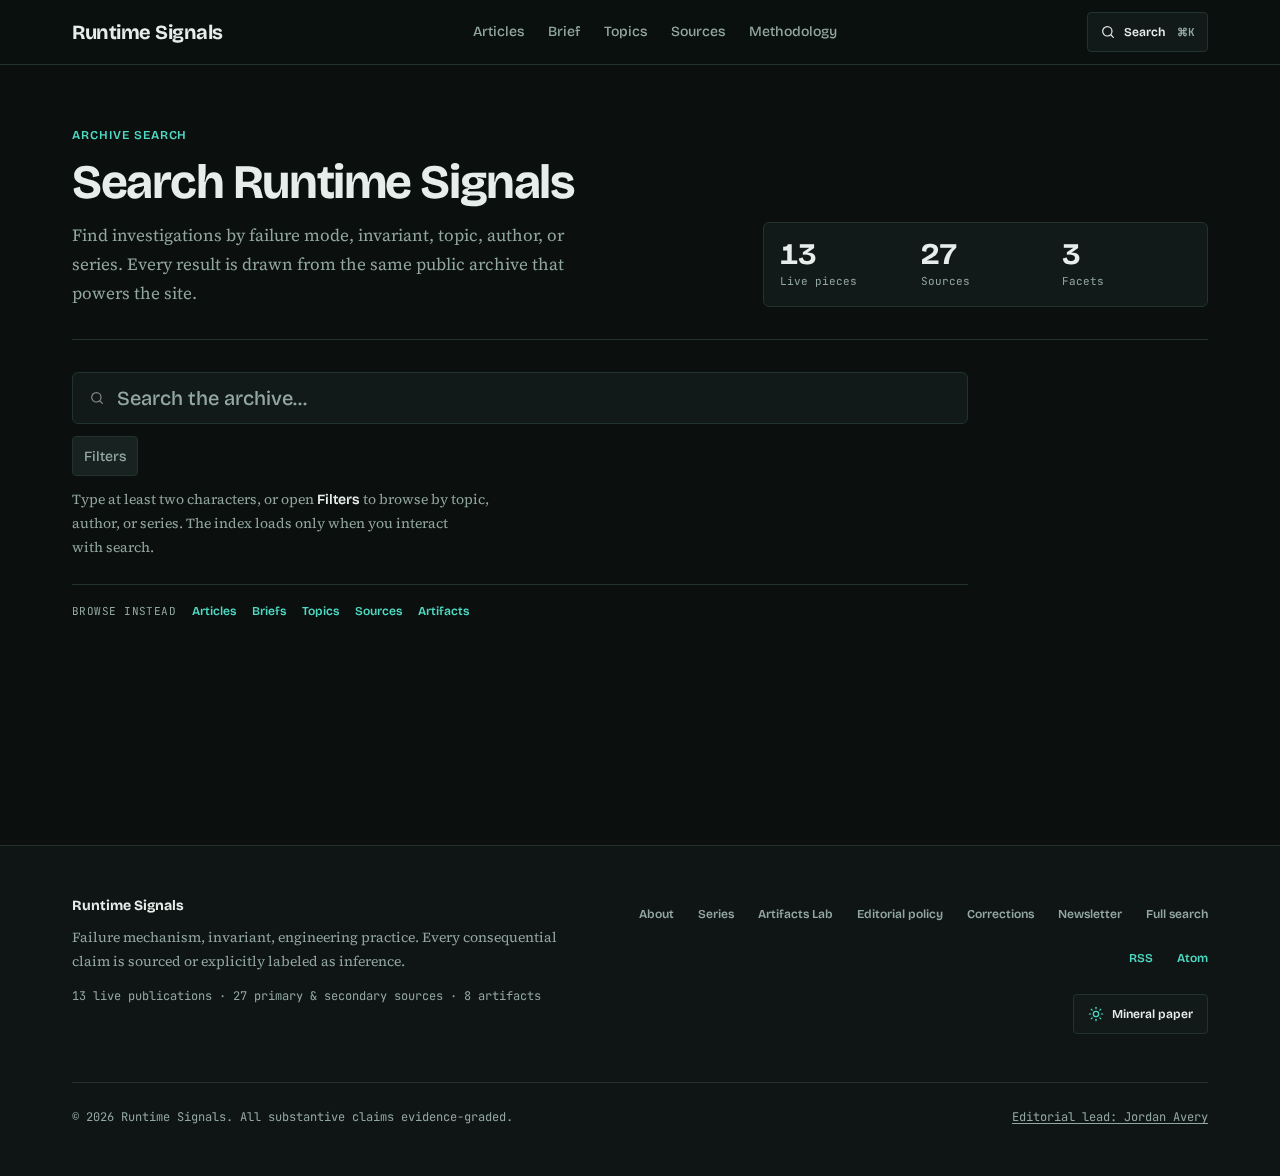 Runtime Signals
Articles Brief Topics Sources Methodology
Search ⌘K
ARCHIVE SEARCH
Search Runtime Signals
Find investigations by failure mode, invariant, topic, author, or
series. Every result is drawn from the same public archive that
powers the site.
13 27 3
Live pieces Sources Facets
Search the archive...
Filters
Type at least two characters, or open Filters to browse by topic,
author, or series. The index loads only when you interact
with search.
BROWSE INSTEAD Articles Briefs Topics Sources Artifacts
Runtime Signals
Failure mechanism, invariant, engineering practice. Every consequential
claim is sourced or explicitly labeled as inference.
13 live publications · 27 primary & secondary sources · 8 artifacts
About Series Artifacts Lab Editorial policy Corrections Newsletter Full search
RSS Atom
Mineral paper
© 2026 Runtime Signals. All substantive claims evidence-graded.
Editorial lead: Jordan Avery